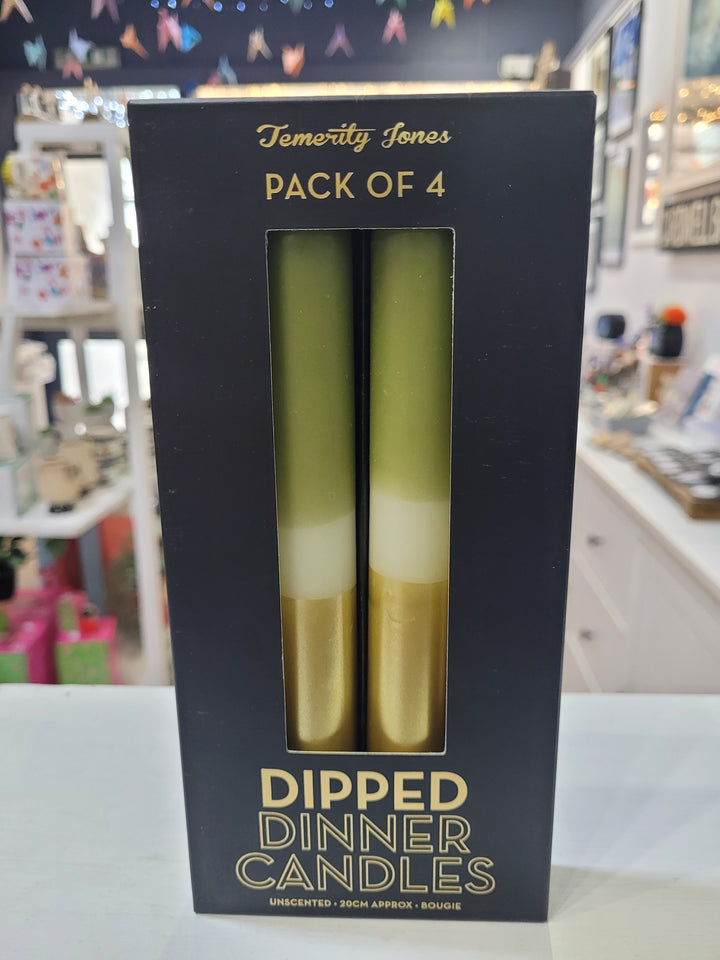 Temerity Jones
PACK OF 4
DIPPED
DINNER
CANDLES
UNSCENTED • 20CM APPROX • BOUGIE